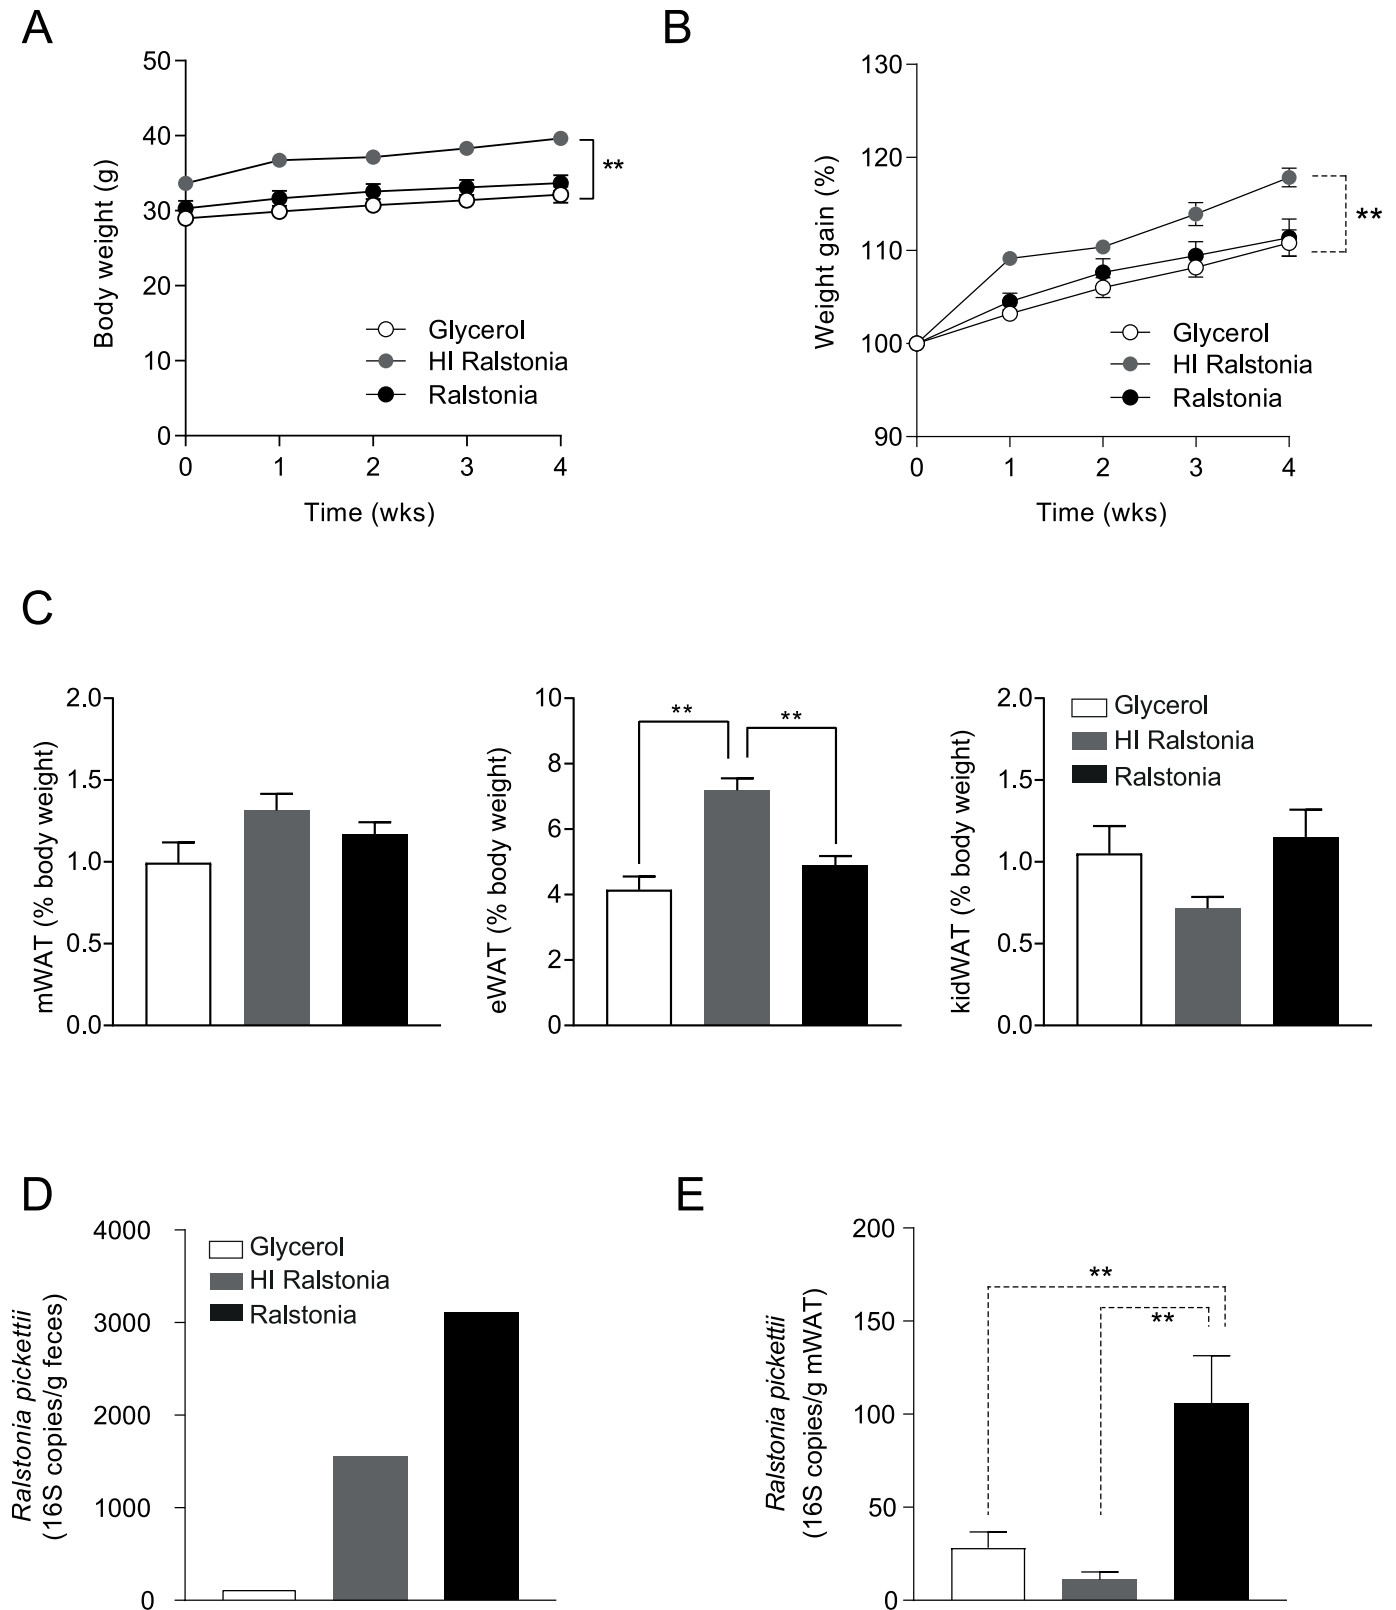 A
50
40
30
20
10
0
Body weight (g)
**
Glycerol
HI Ralstonia
Ralstonia
0 1 2 3 4
Time (wks)
B
130
120
110
100
90
Weight gain (%)
**
Glycerol
HI Ralstonia
Ralstonia
0 1 2 3 4
Time (wks)
C
2.0
1.5
1.0
0.5
0.0
mWAT (% body weight)
10
8
6
4
2
0
eWAT (% body weight)
** **
2.0
1.5
1.0
0.5
0.0
kidWAT (% body weight)
Glycerol
HI Ralstonia
Ralstonia
D
4000
3000
2000
1000
0
Ralstonia pickettii
(16S copies/g feces)
Glycerol
HI Ralstonia
Ralstonia
E
200
150
100
50
0
Ralstonia pickettii
(16S copies/g mWAT)
**
**